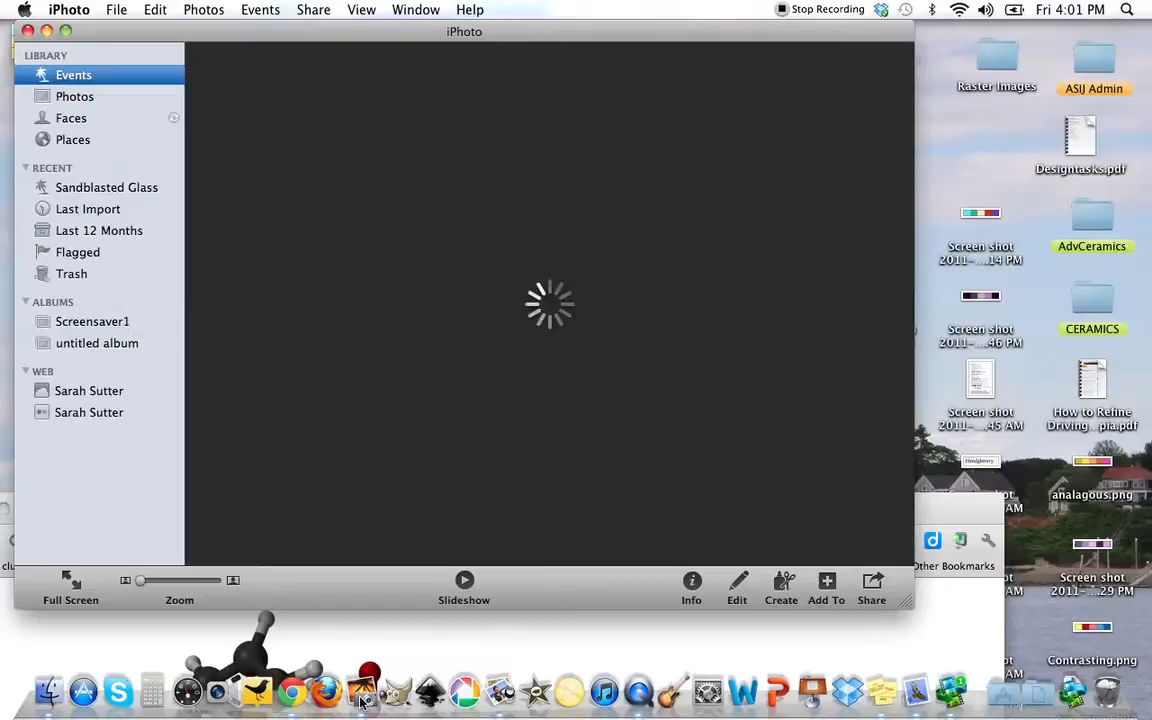 iPhoto File Edit Photos Events Share View Window Help
Stop Recording
Fri 4:01 PM
iPhoto
LIBRARY
Events
Photos
Faces
Places
RECENT
Sandblasted Glass
Last Import
Last 12 Months
Flagged
Trash
ALBUMS
Screensaver1
untitled album
WEB
Sarah Sutter
Sarah Sutter
Full Screen
Zoom
Slideshow
Info
Edit
Create
Add To
Share
Raster Images
ASIJ Admin
Designtasks.pdf
Screen shot
2011-....14 PM
AdvCeramics
Screen shot
2011-....46 PM
CERAMICS
Screen shot
2011-....45 AM
How to Refine
Driving...pia.pdf
Handglovery
analagous.png
AM
Screen shot
2011-....29 PM
AM
Contrasting.png
Other Bookmarks